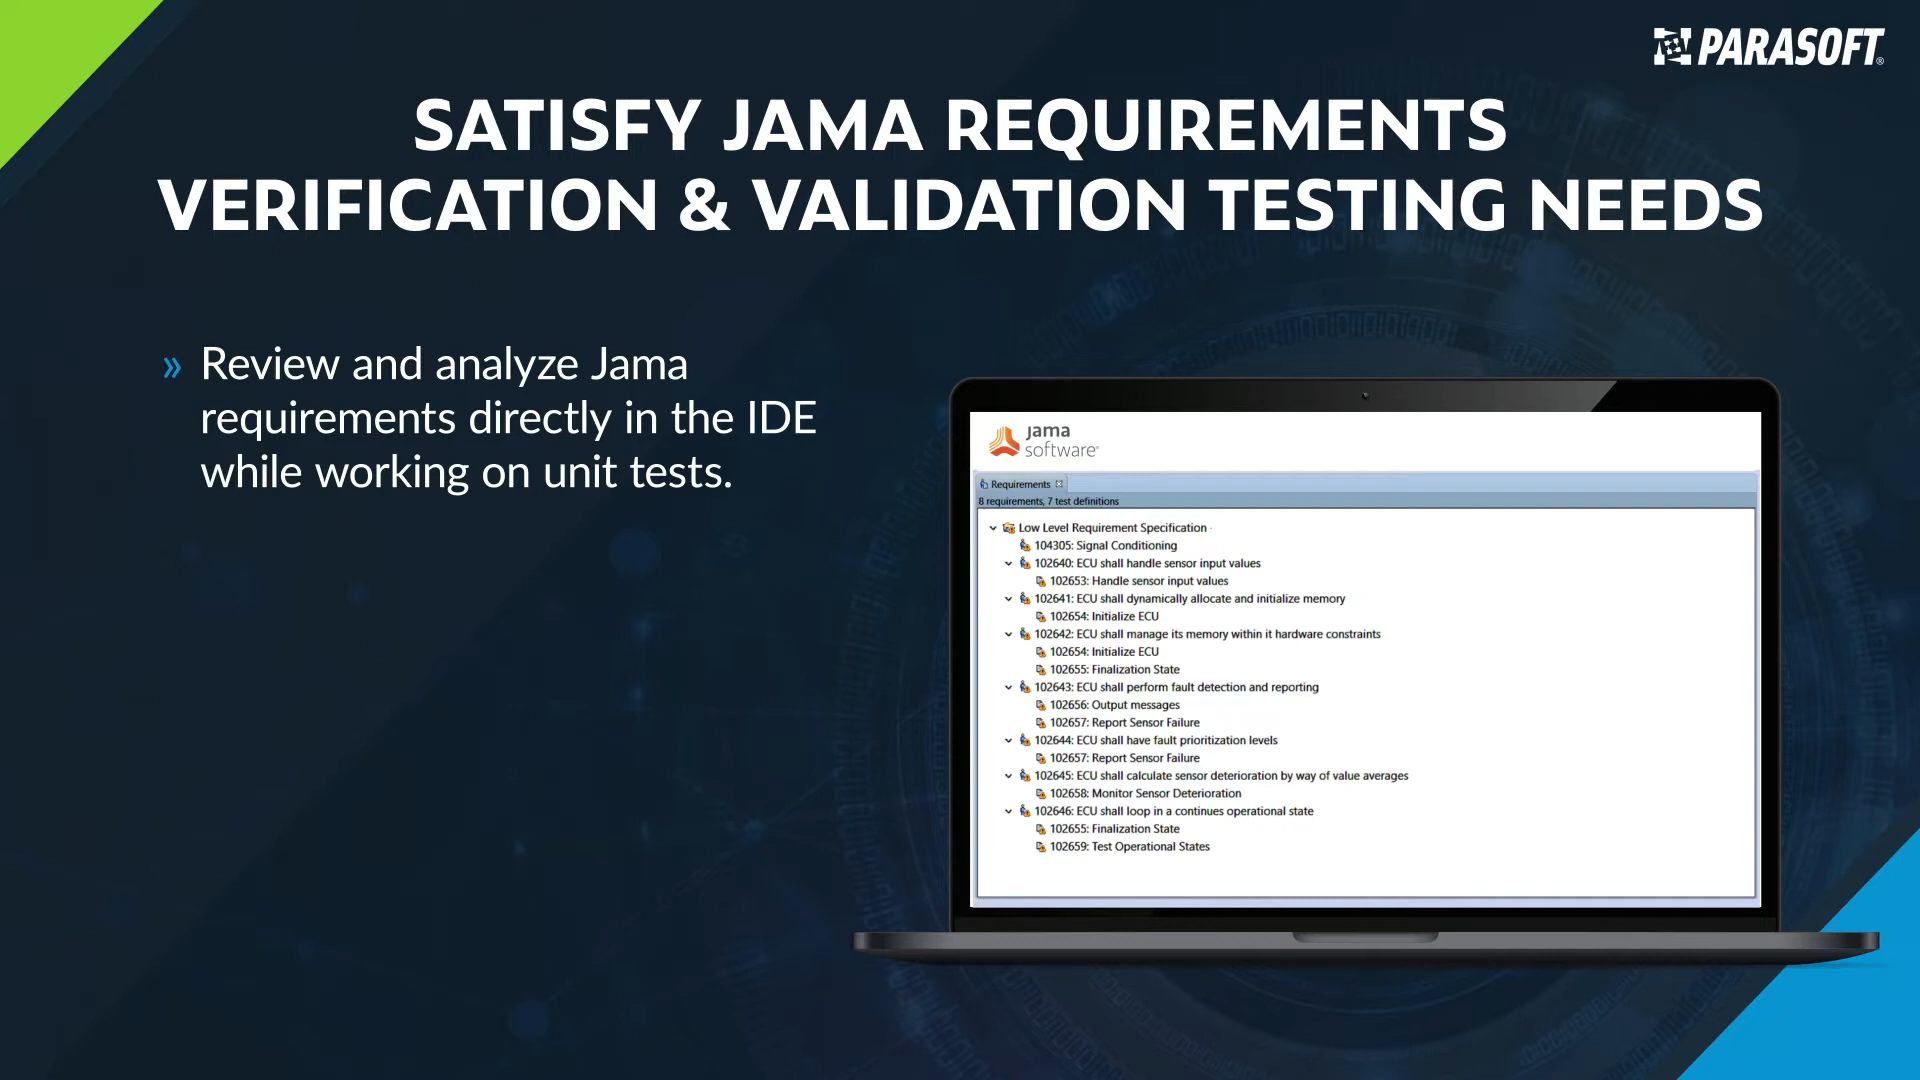 PARASOFT®
SATISFY JAMA REQUIREMENTS
VERIFICATION & VALIDATION TESTING NEEDS
» Review and analyze Jama
requirements directly in the IDE
while working on unit tests.
jama
software®
Requirements
8 requirements, 7 test definitions
Low Level Requirement Specification
104305: Signal Conditioning
102640: ECU shall handle sensor input values
102653: Handle sensor input values
102641: ECU shall dynamically allocate and initialize memory
102654: Initialize ECU
102642: ECU shall manage its memory within it hardware constraints
102654: Initialize ECU
102655: Finalization State
102643: ECU shall perform fault detection and reporting
102656: Output messages
102657: Report Sensor Failure
102644: ECU shall have fault prioritization levels
102657: Report Sensor Failure
102645: ECU shall calculate sensor deterioration by way of value averages
102658: Monitor Sensor Deterioration
102646: ECU shall loop in a continues operational state
102655: Finalization State
102659: Test Operational States